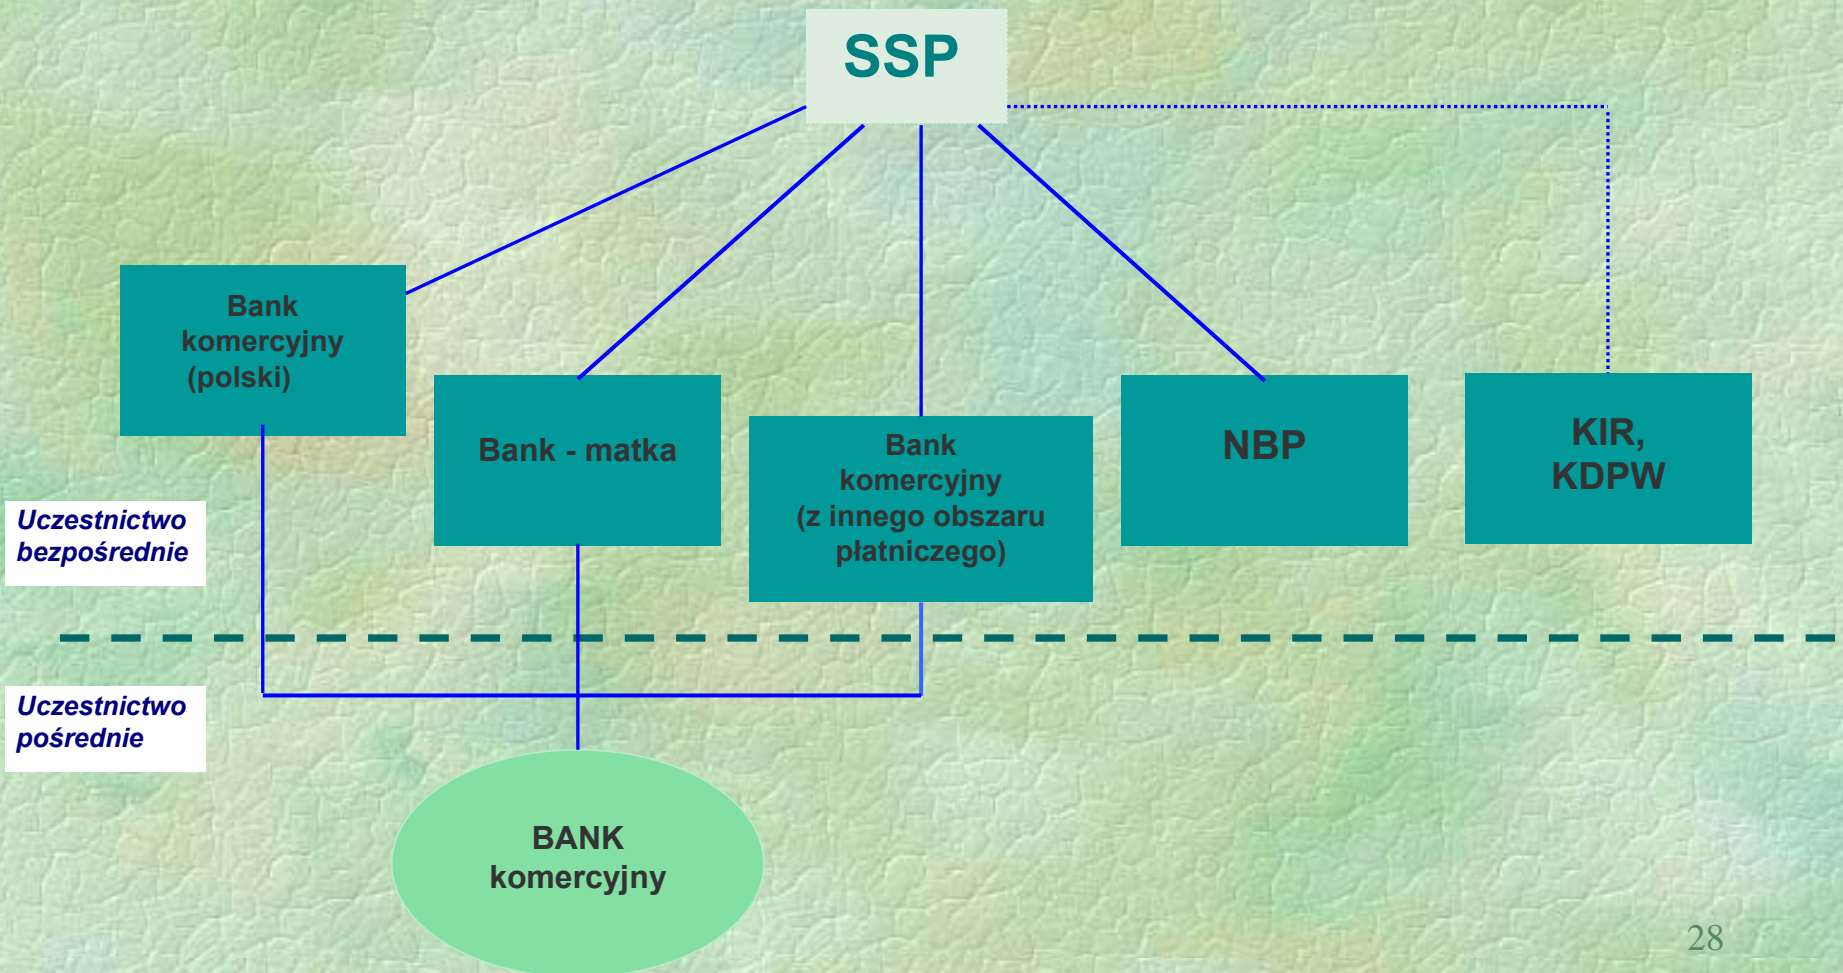 SSP
Bank
komercyjny
(polski)
Bank - matka
Bank
komercyjny
(z innego obszaru
płatniczego)
NBP
KIR,
KDPW
Uczestnictwo
bezpośrednie
Uczestnictwo
pośrednie
BANK
komercyjny
28